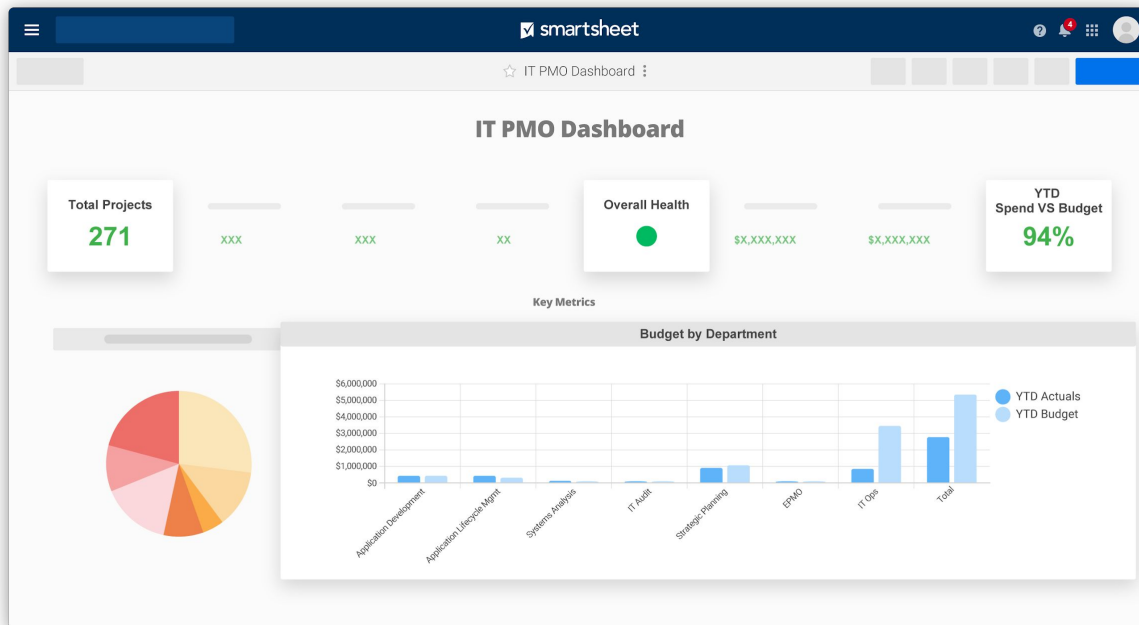 smartsheet
4
IT PMO Dashboard
IT PMO Dashboard
Total Projects
271
XXX
XXX
XX
Overall Health
$X,XXX,XXX
$X,XXX,XXX
YTD
Spend VS Budget
94%
Key Metrics
Budget by Department
$6,000,000
$5,000,000
$4,000,000
$3,000,000
$2,000,000
$1,000,000
$0
Application Development
Application Lifecycle Mgmt
Systems Analysis
IT Audit
Strategic Planning
EPMO
IT Ops
Total
YTD Actuals
YTD Budget